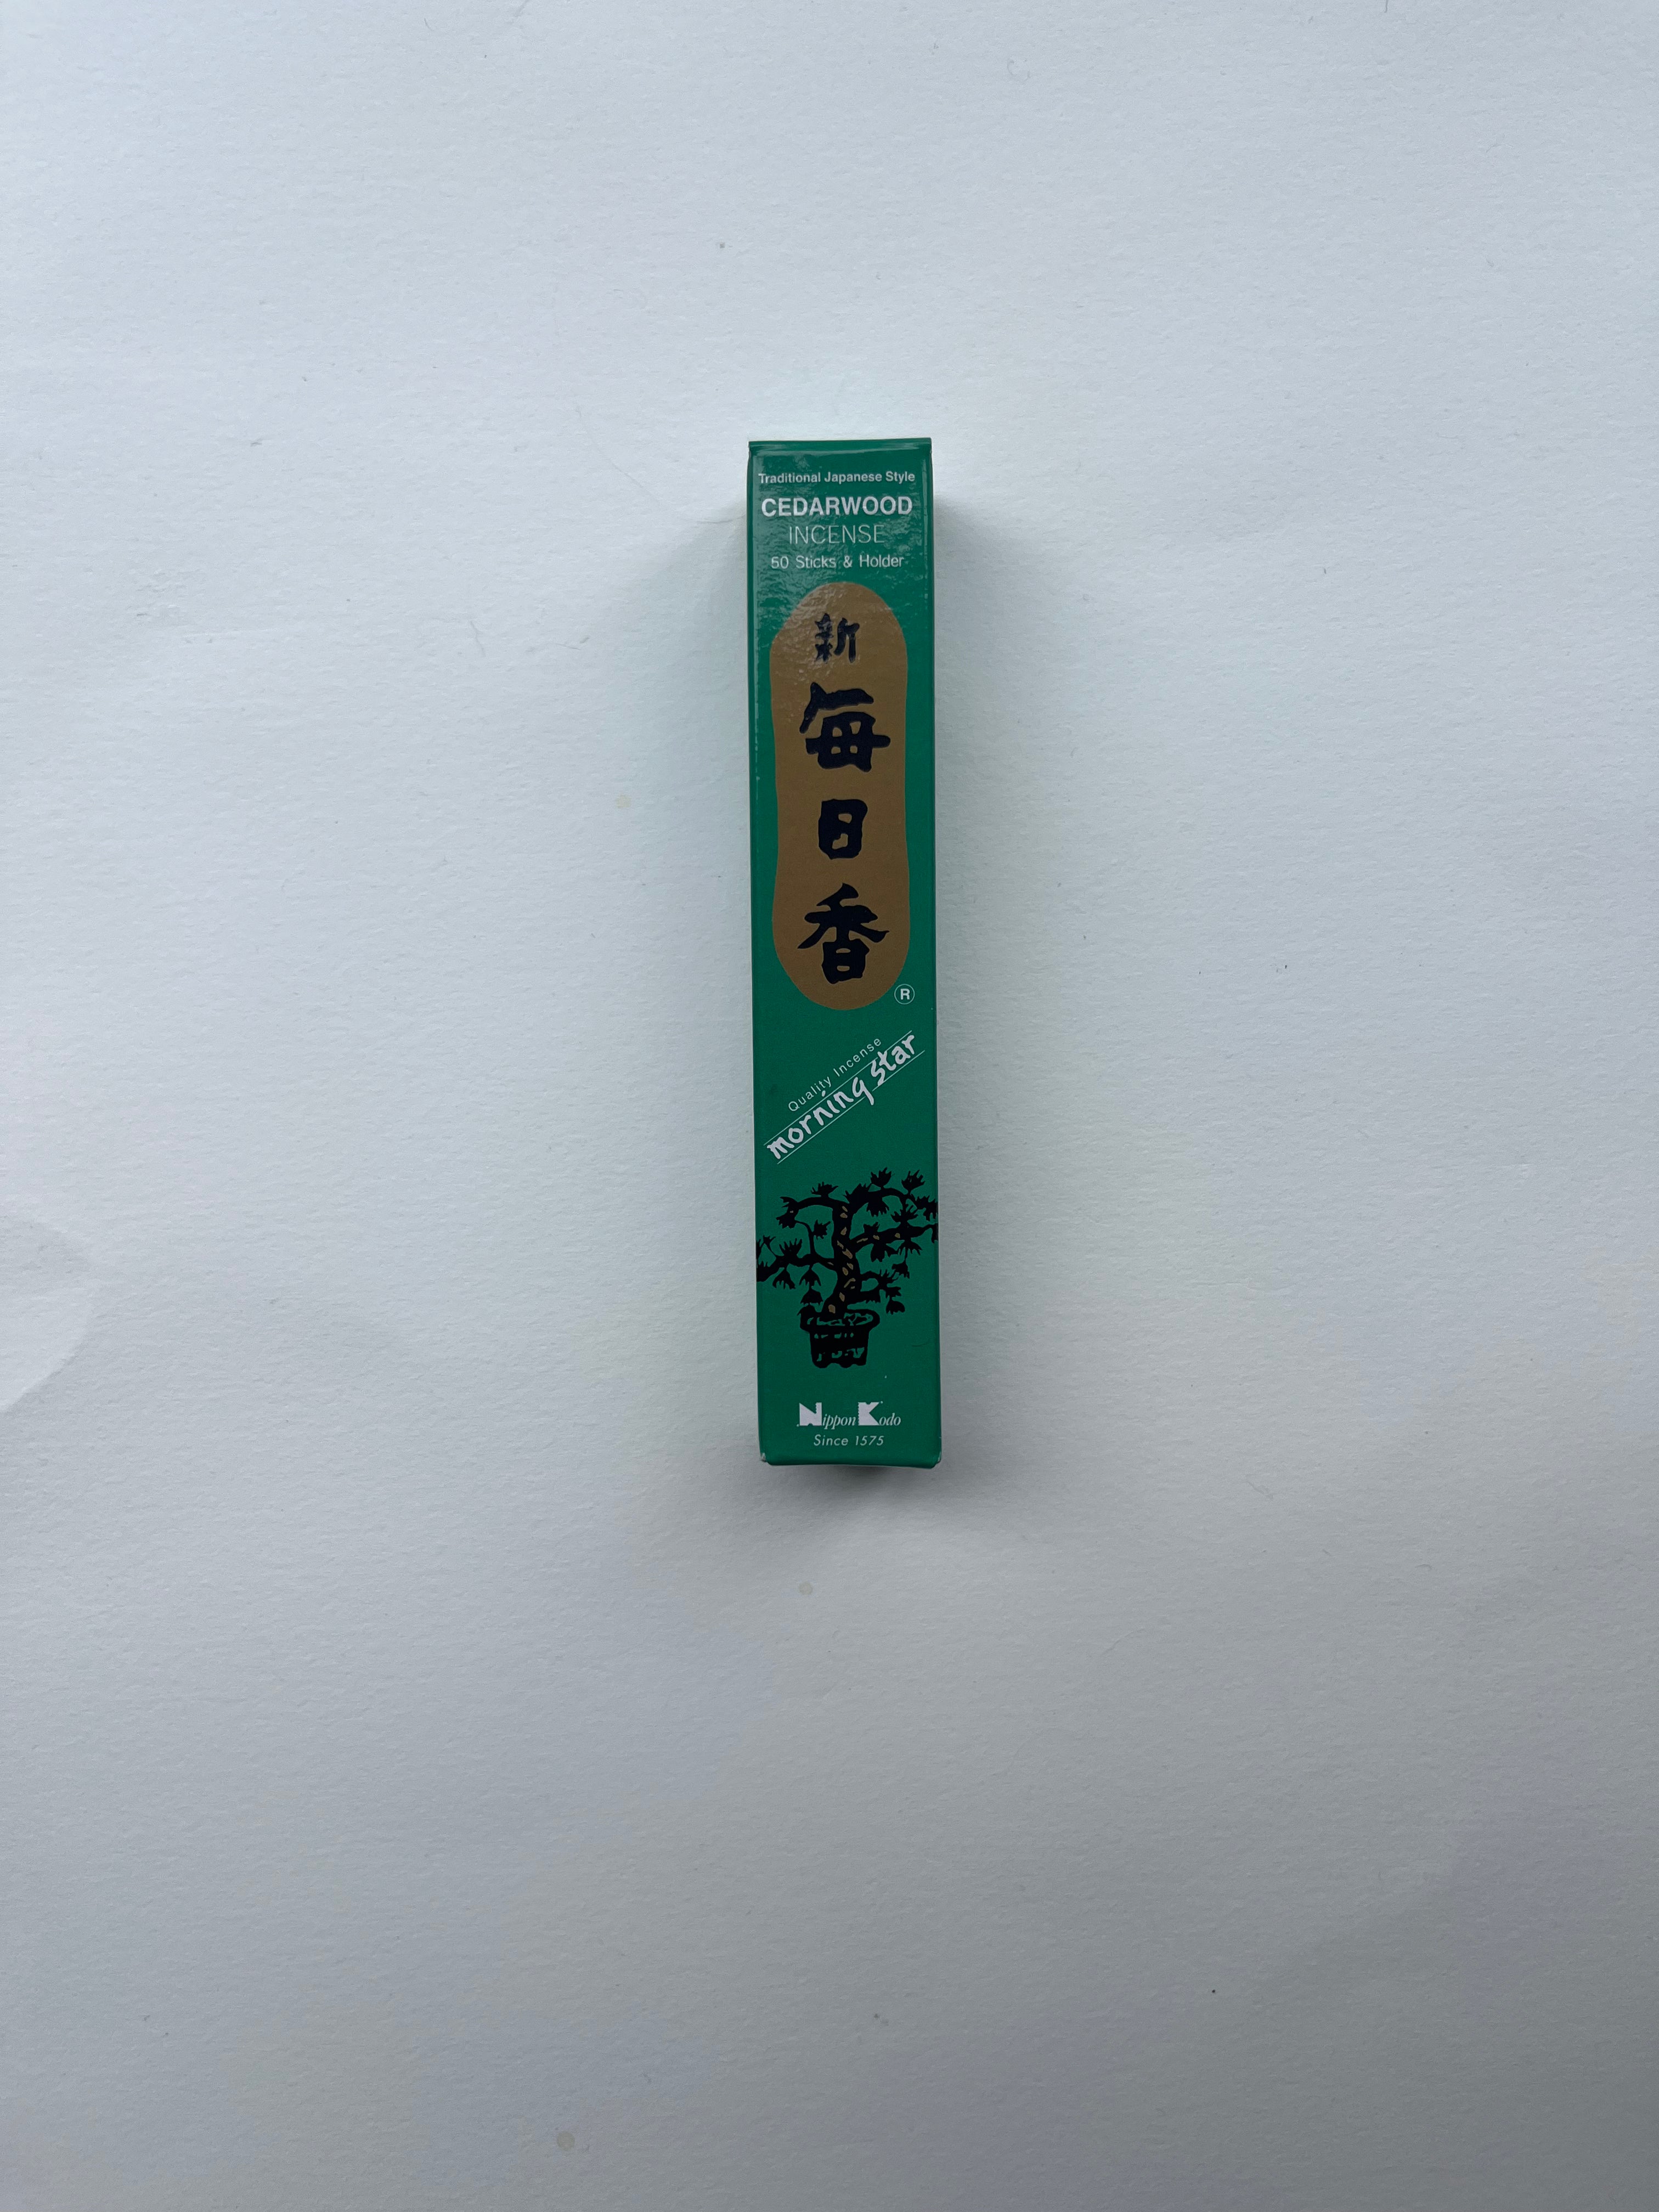 Traditional Japanese Style
CEDARWOOD
INCENSE
50 Sticks & Holder
新
毎
日
香
®
Quality Incense
morning star
Nippon Kodo
Since 1575